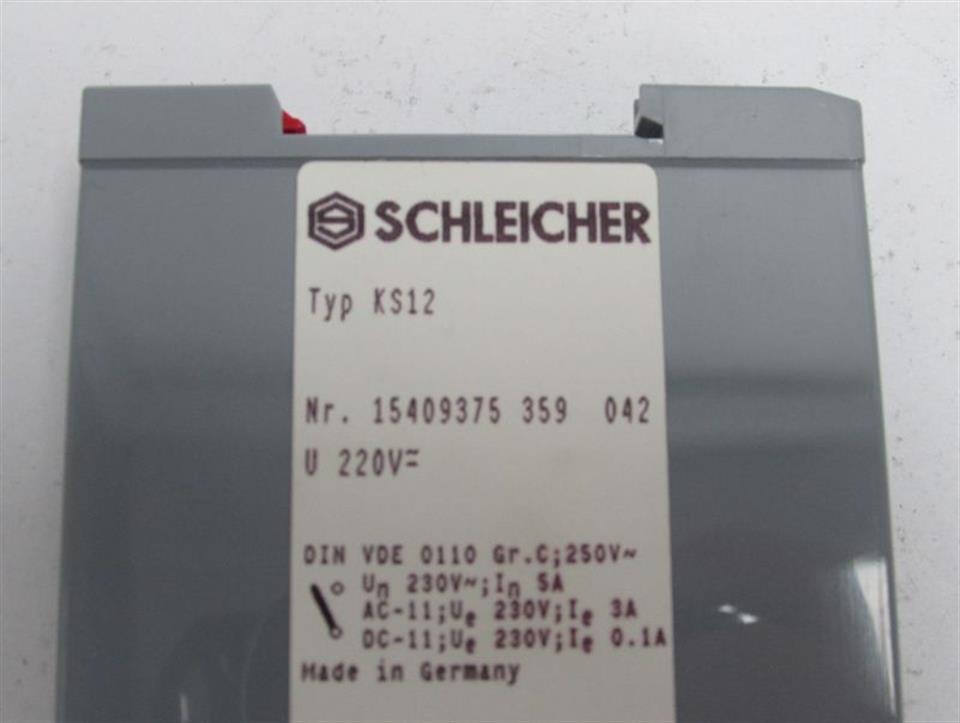 SCHLEICHER
Typ KS12
Nr. 15409375 359 042
U 220V⎓
DIN VDE 0110 Gr.C;250V~
Un 230V~;In 5A
AC-11;Ue 230V;Ie 3A
DC-11;Ue 230V;Ie 0.1A
Made in Germany